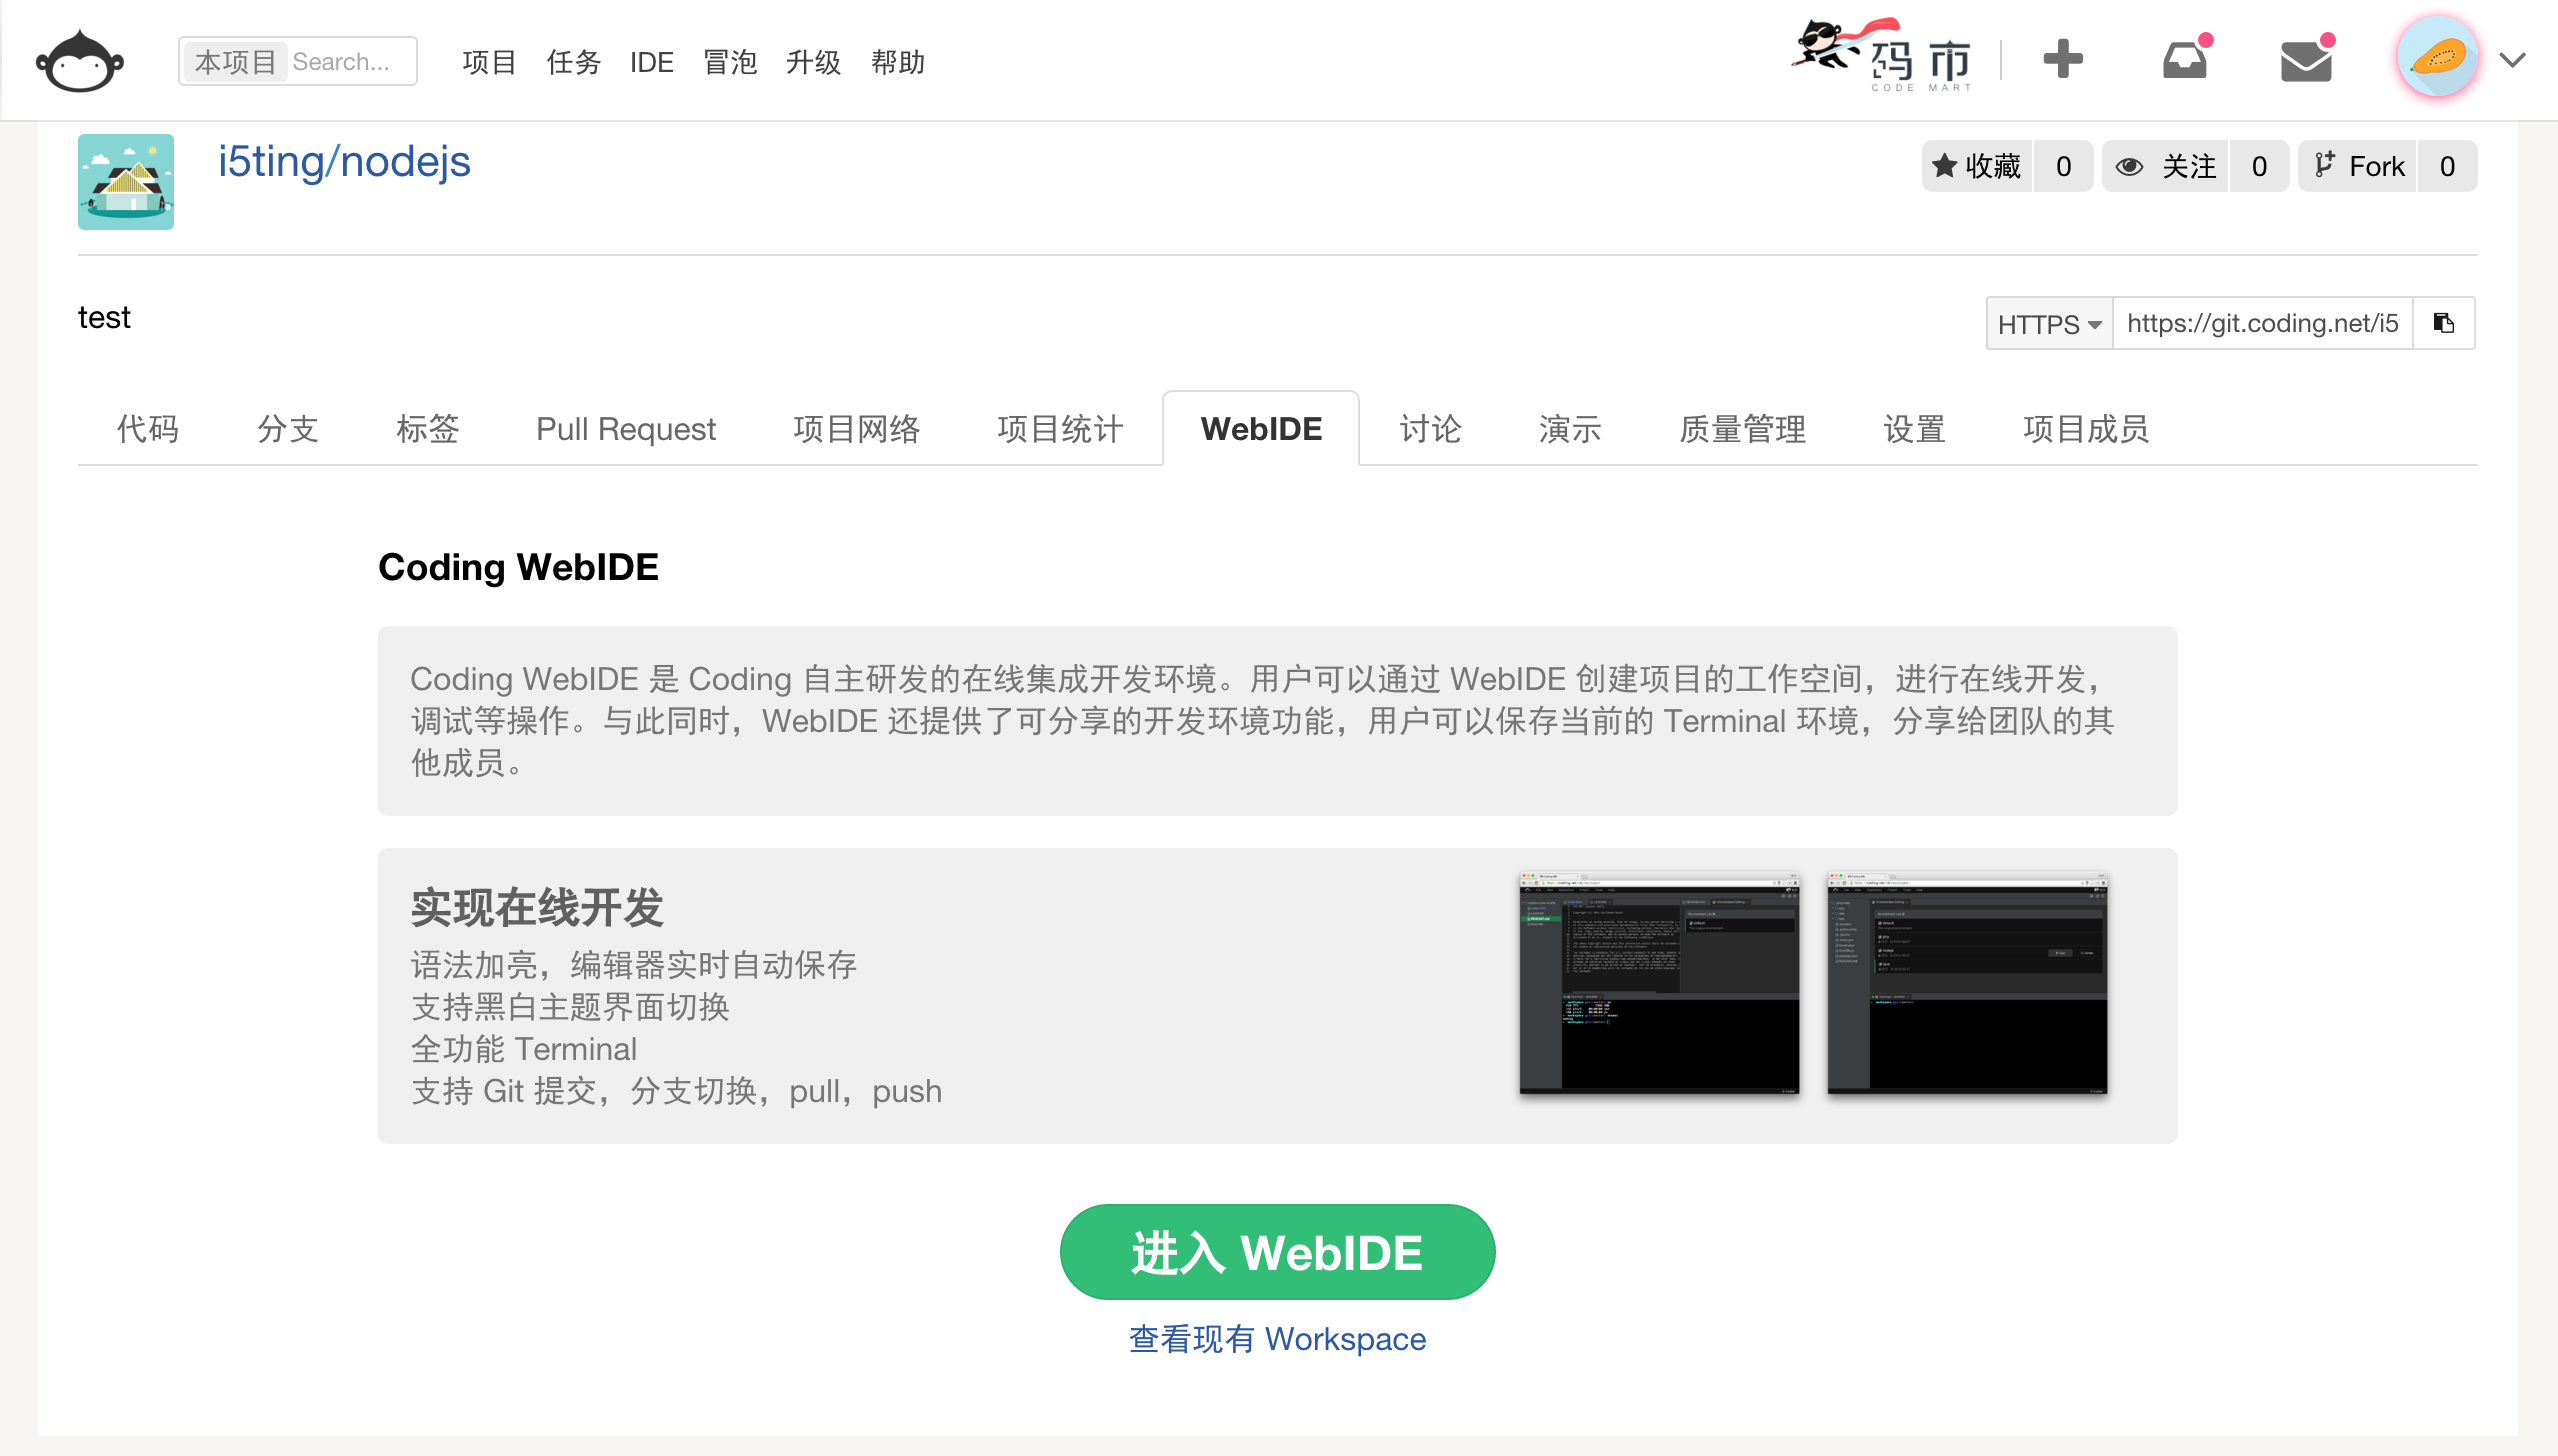 本项目 Search... 项目 任务 IDE 冒泡 升级 帮助 码市 CODE MART
i5ting/nodejs 收藏 0 关注 0 Fork 0
test HTTPS https://git.coding.net/i5
代码 分支 标签 Pull Request 项目网络 项目统计 WebIDE 讨论 演示 质量管理 设置 项目成员
Coding WebIDE
Coding WebIDE 是 Coding 自主研发的在线集成开发环境。用户可以通过 WebIDE 创建项目的工作空间，进行在线开发，
调试等操作。与此同时，WebIDE 还提供了可分享的开发环境功能，用户可以保存当前的 Terminal 环境，分享给团队的其
他成员。
实现在线开发
语法加亮，编辑器实时自动保存
支持黑白主题界面切换
全功能 Terminal
支持 Git 提交，分支切换，pull，push
进入 WebIDE
查看现有 Workspace